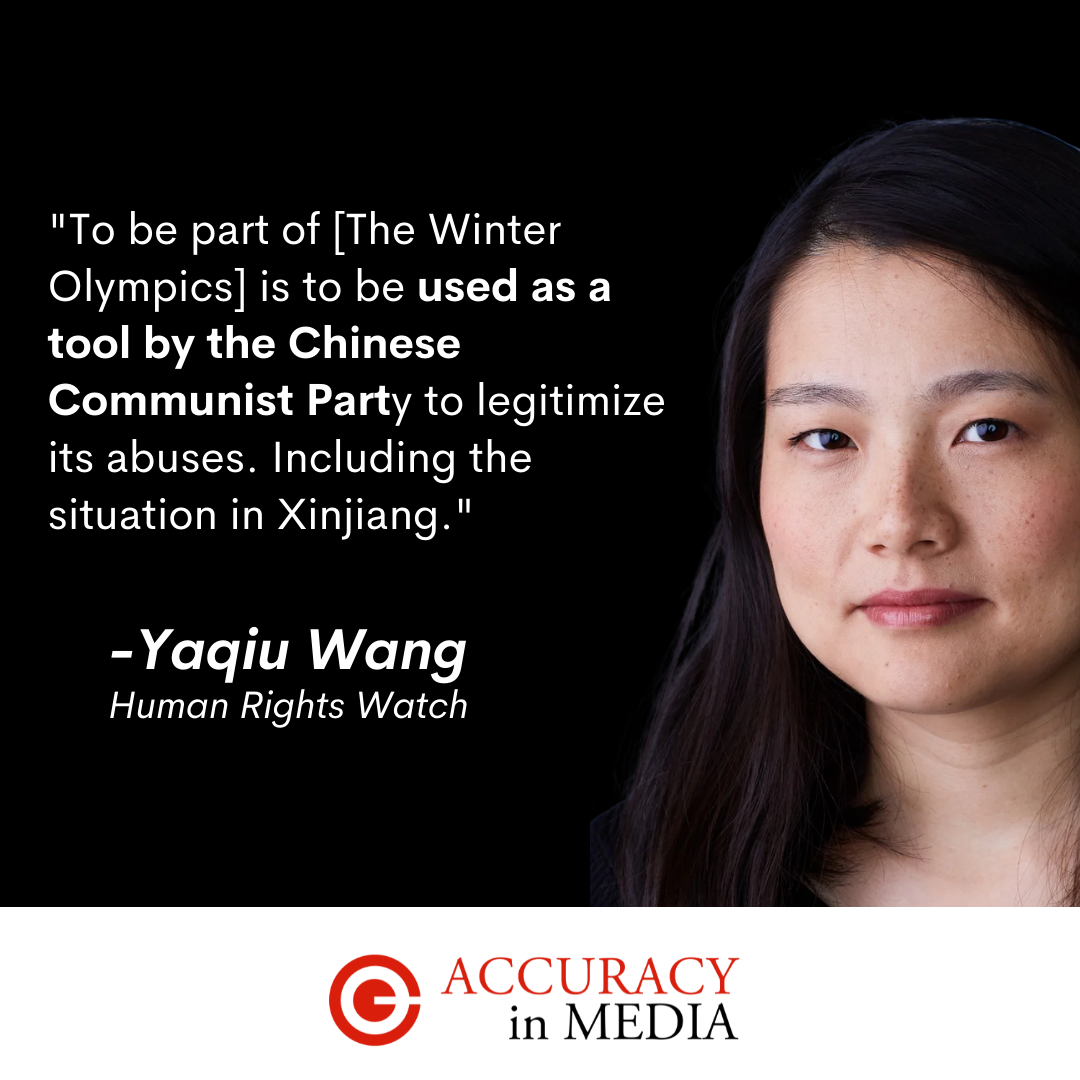 "To be part of [The Winter
Olympics] is to be used as a
tool by the Chinese
Communist Party to legitimize
its abuses. Including the
situation in Xinjiang."
-Yaqiu Wang
Human Rights Watch
ACCURACY
in MEDIA